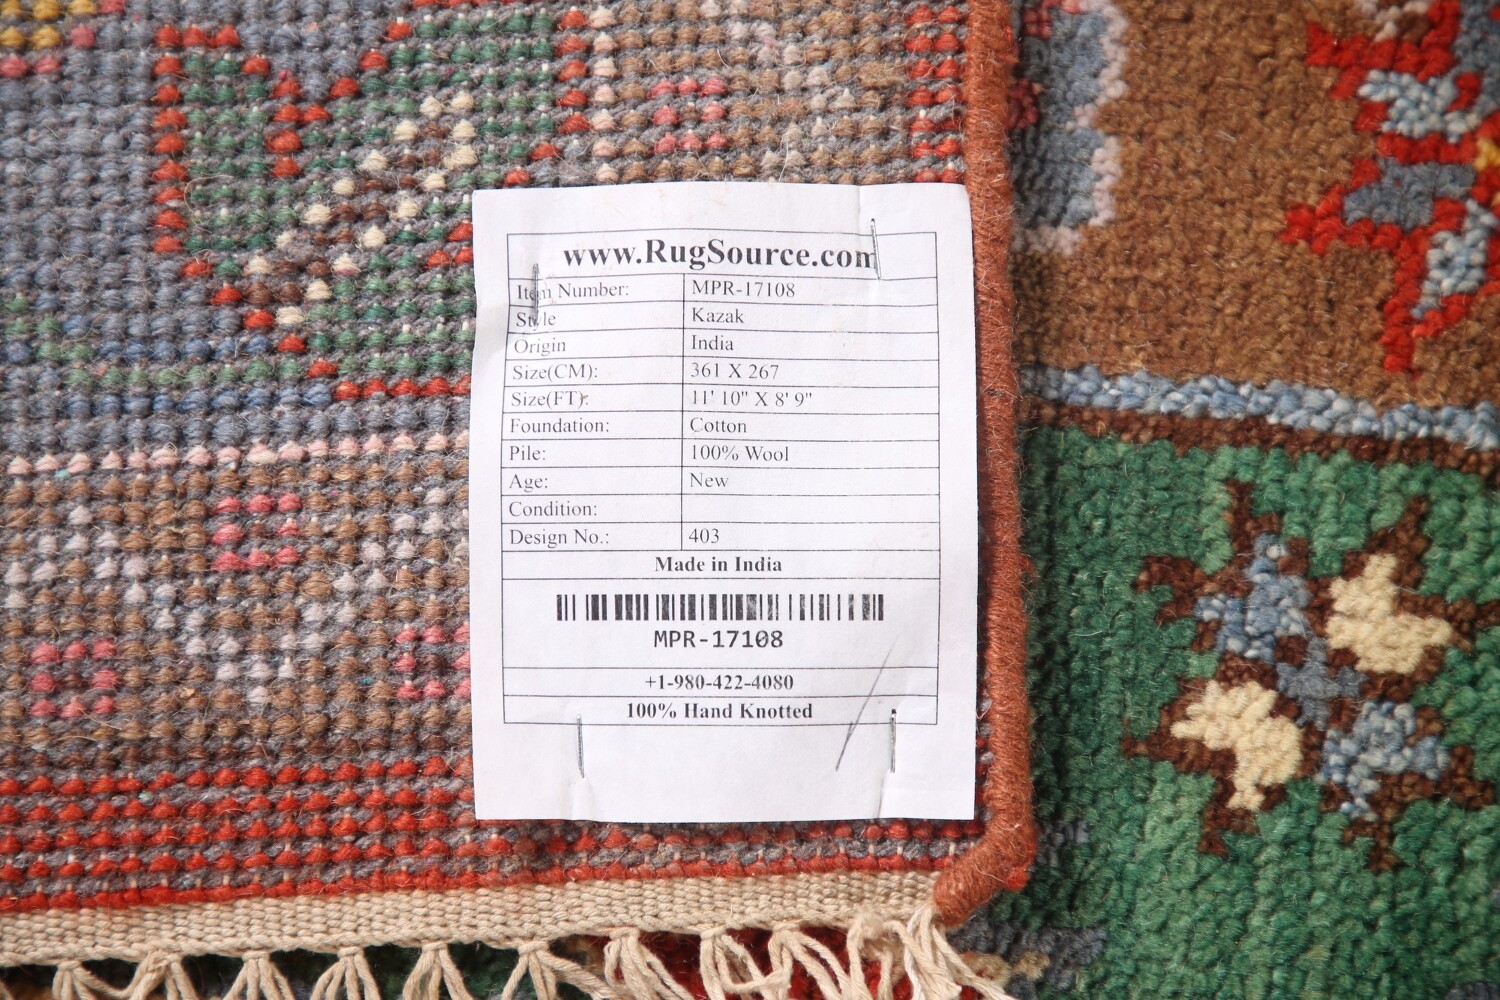 www.RugSource.com
Item Number: MPR-17108
Style Kazak
Origin India
Size(CM): 361 X 267
Size(FT): 11' 10" X 8' 9"
Foundation: Cotton
Pile: 100% Wool
Age: New
Condition:
Design No.: 403
Made in India
MPR-17108
+1-980-422-4080
100% Hand Knotted